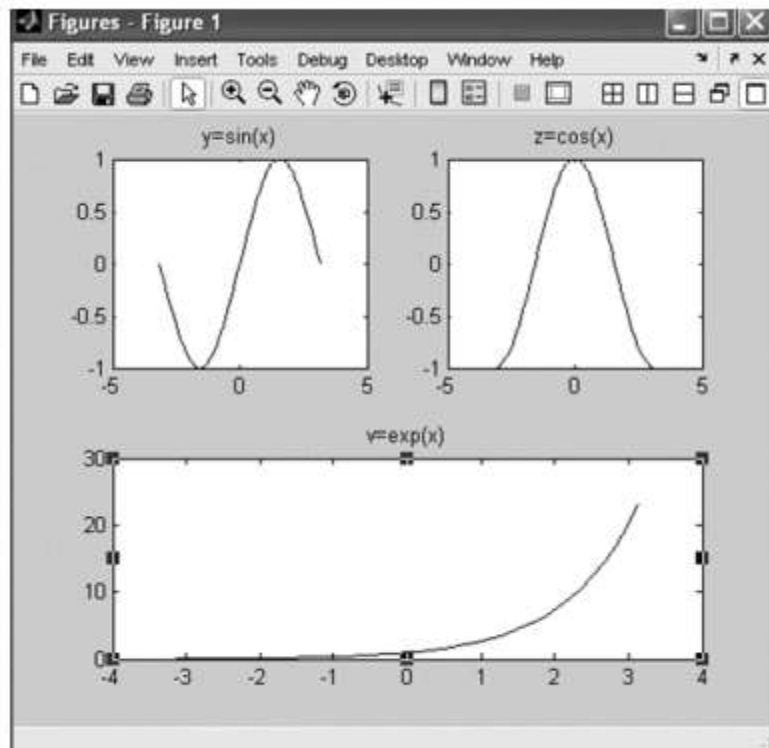 Figures - Figure 1
File Edit View Insert Tools Debug Desktop Window Help
y=sin(x)
z=cos(x)
1
0.5
0
-0.5
-1
-5 0 5
1
0.5
0
-0.5
-1
-5 0 5
v=exp(x)
30
20
10
0
-4 -3 -2 -1 0 1 2 3 4